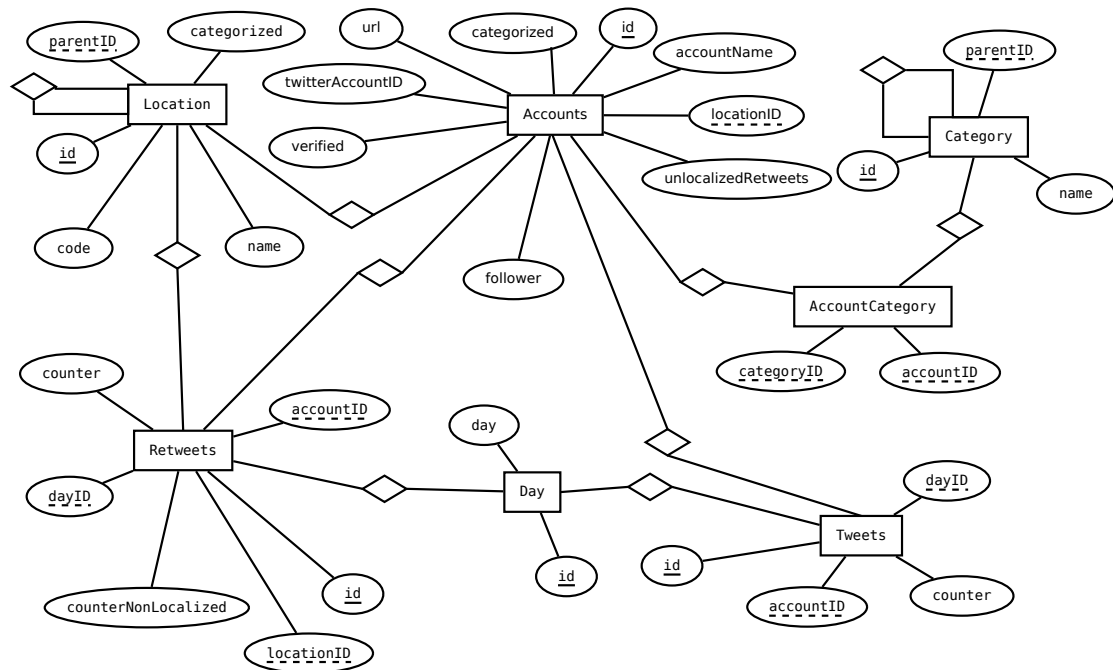 url
categorized
id
parentID
categorized
accountName
parentID
twitterAccountID
Location
Accounts
locationID
Category
id
verified
id
unlocalizedRetweets
name
code
name
follower
AccountCategory
counter
categoryID
accountID
accountID
day
Retweets
dayID
Day
dayID
Tweets
id
id
id
counterNonLocalized
accountID
counter
locationID